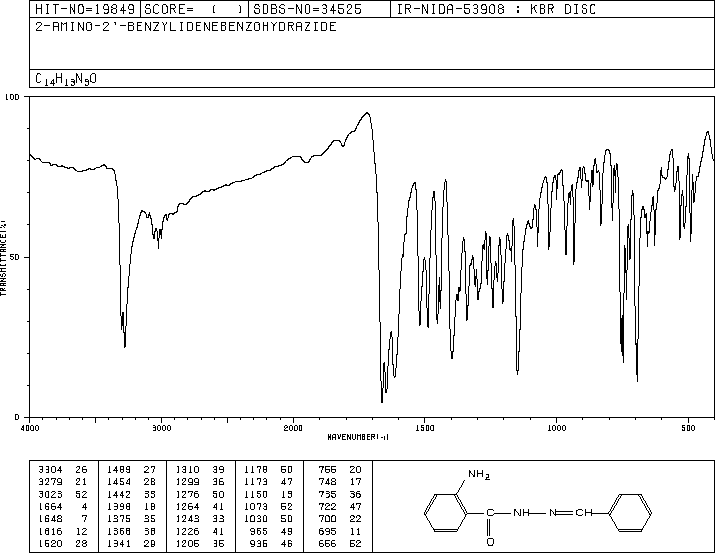 HIT-NO=19849 SCORE= ( ) SDBS-NO=34525 IR-NIDA-53908 : KBR DISC
2-AMINO-2'-BENZYLIDENEBENZOHYDRAZIDE
C14H13N3O
100
50
0
TRANSMITTANCE(%)
4000 3000 2000 1500 1000 500
WAVENUMBER(-1)
3304 26 1489 27 1310 39 1178 50 766 20
3279 21 1454 28 1299 36 1173 47 748 17
3023 52 1442 35 1276 50 1150 13 735 36
1664 4 1398 18 1264 41 1073 52 722 47
1648 7 1375 35 1243 33 1030 50 700 22
1616 12 1368 38 1226 41 965 49 695 11
1520 28 1341 29 1205 35 935 46 656 52
NH2
C—NH—N=CH
O